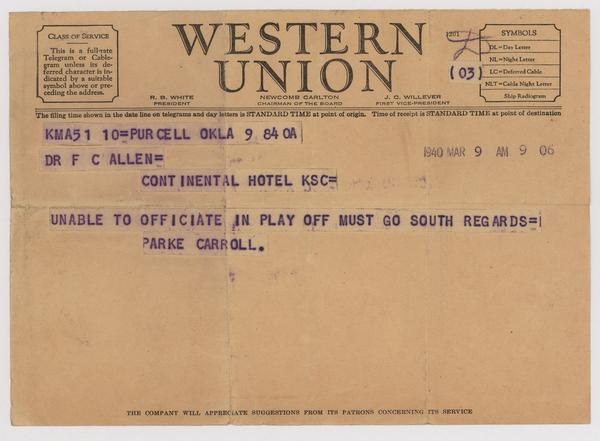 CLASS OF SERVICE
This is a full-rate
Telegram or Cable-
gram unless its de-
ferred character is
indicated by a suitable
symbol above or pre-
ceding the address.
WESTERN
UNION
R. B. WHITE
PRESIDENT
NEWCOMB CARLTON
CHAIRMAN OF THE BOARD
J. C. WILLEVER
FIRST VICE-PRESIDENT
1201
(03)
SYMBOLS
DL=Day Letter
NL=Night Letter
LC=Deferred Cable
NLT=Cable Night Letter
Ship Radiogram
The filing time shown in the date line on telegrams and day letters is STANDARD TIME at point of origin. Time of receipt is STANDARD TIME at point of destination
KMA51 10=PURCELL OKLA 9 840A
1940 MAR 9 AM 9 06
DR F C ALLEN=
CONTINENTAL HOTEL KSC=
UNABLE TO OFFICIATE IN PLAY OFF MUST GO SOUTH REGARDS=
PARKE CARROLL.
THE COMPANY WILL APPRECIATE SUGGESTIONS FROM ITS PATRONS CONCERNING ITS SERVICE